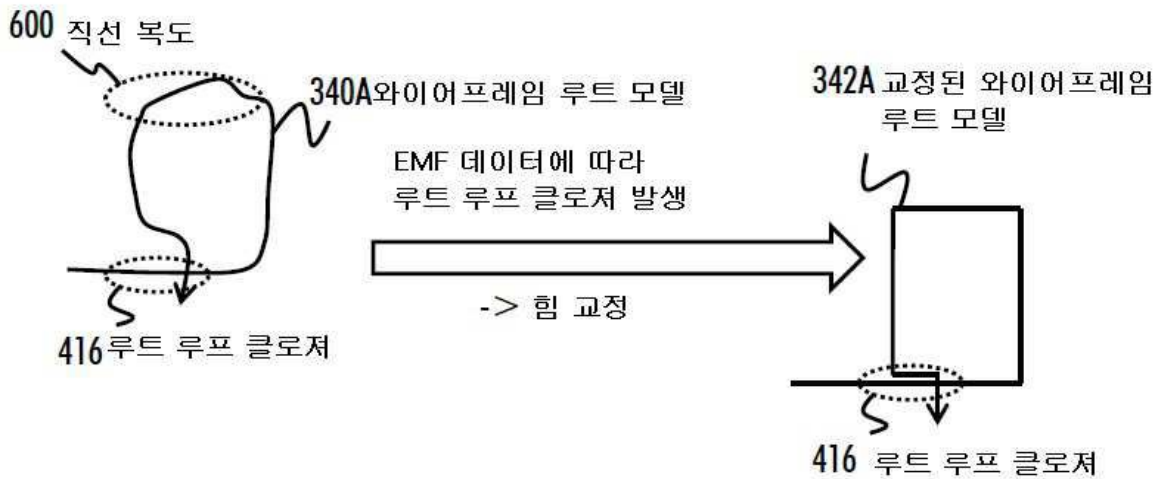 600 직선 복도
340A와이어프레임 루트 모델
EMF 데이터에 따라
루트 루프 클로져 발생
-> 힘 교정
416루트 루프 클로져
342A 교정된 와이어프레임
루트 모델
416 루트 루프 클로져